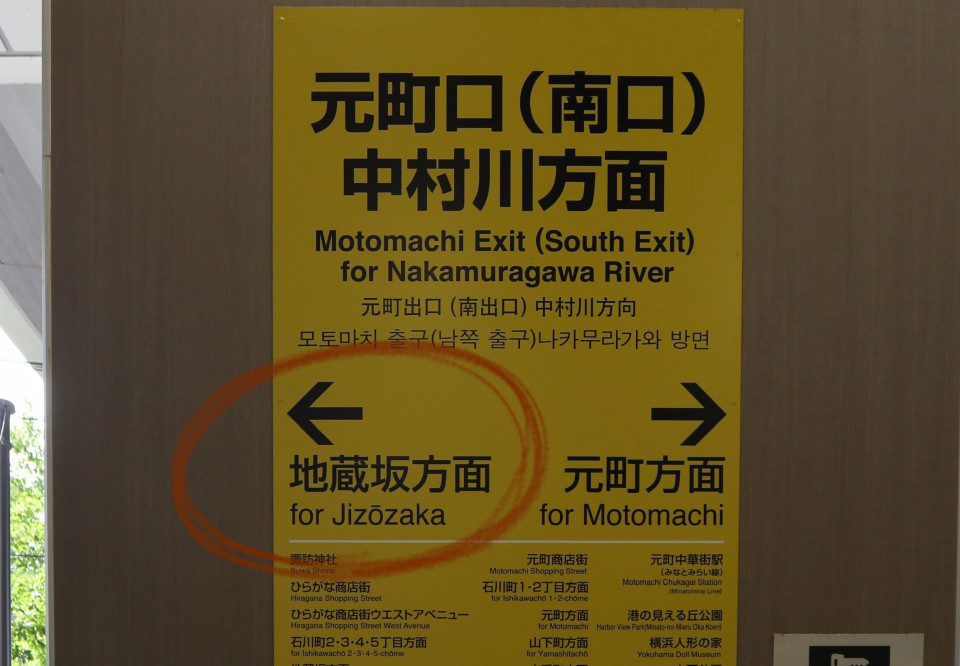 元町口(南口)
中村川方面
Motomachi Exit (South Exit)
for Nakamuragawa River
元町出口(南出口)中村川方向
모토마치 출구(남쪽 출구)나카무라가와 방면
← →
地蔵坂方面 元町方面
for Jizōzaka for Motomachi
諏訪神社
Suwa Shrine
ひらがな商店街
Hiragana Shopping Street
ひらがな商店街ウエストアベニュー
Hiragana Shopping Street West Avenue
石川町2・3・4・5丁目方面
for Ishikawachō 2・3・4・5-chōme
元町商店街
Motomachi Shopping Street
石川町1・2丁目方面
for Ishikawachō 1・2-chōme
元町方面
for Motomachi
山下町方面
for Yamashitachō
元町中華街駅
(みなとみらい線)
Motomachi Chukagai Station
(Minatomirai Line)
港の見える丘公園
Harbor View Park(Minato-no-Mieru Oka Koen)
横浜人形の家
Yokohama Doll Museum